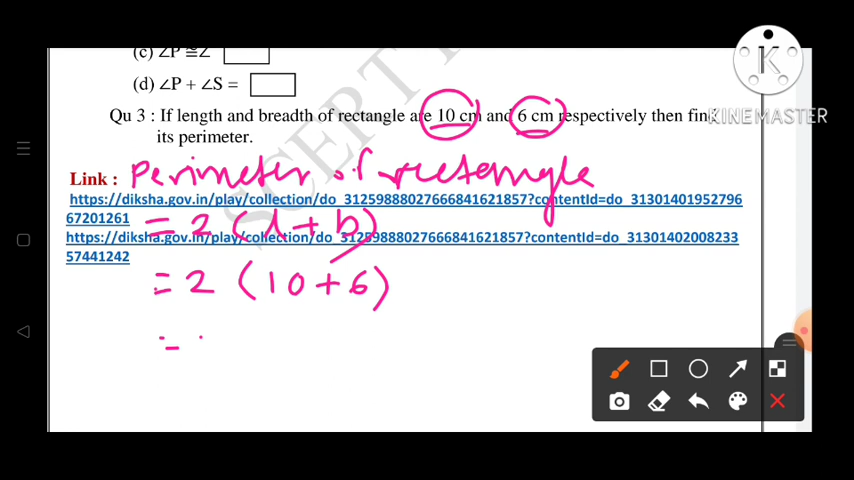 (c) ∠P ≅∠
(d) ∠P + ∠S =
Qu 3 : If length and breadth of rectangle are 10 cm and 6 cm respectively then find
its perimeter.
K
KINEMASTER
Link :
Perimeter of rectangle
https://diksha.gov.in/play/collection/do_31259888027666841621857?contentId=do_31301401952796
67201261
= 2 (l + b)
https://diksha.gov.in/play/collection/do_31259888027666841621857?contentId=do_31301402008233
57441242
= 2 (10 + 6)
=
SCERT